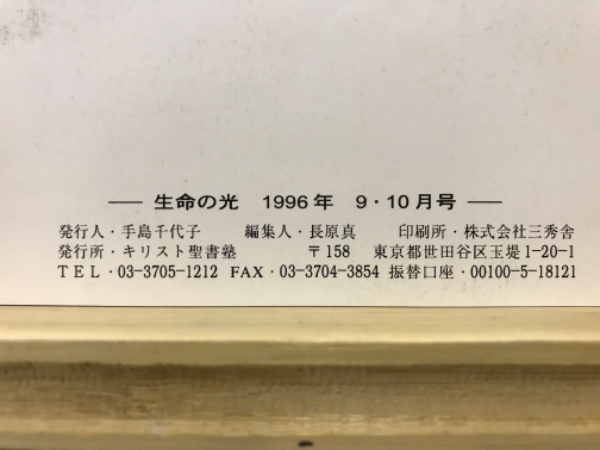 — 生命の光 1996年 9・10月号 —
発行人・手島千代子 編集人・長原真 印刷所・株式会社三秀舎
発行所・キリスト聖書塾 〒158 東京都世田谷区玉堤1-20-1
TEL・03-3705-1212 FAX・03-3704-3854 振替口座・00100-5-18121